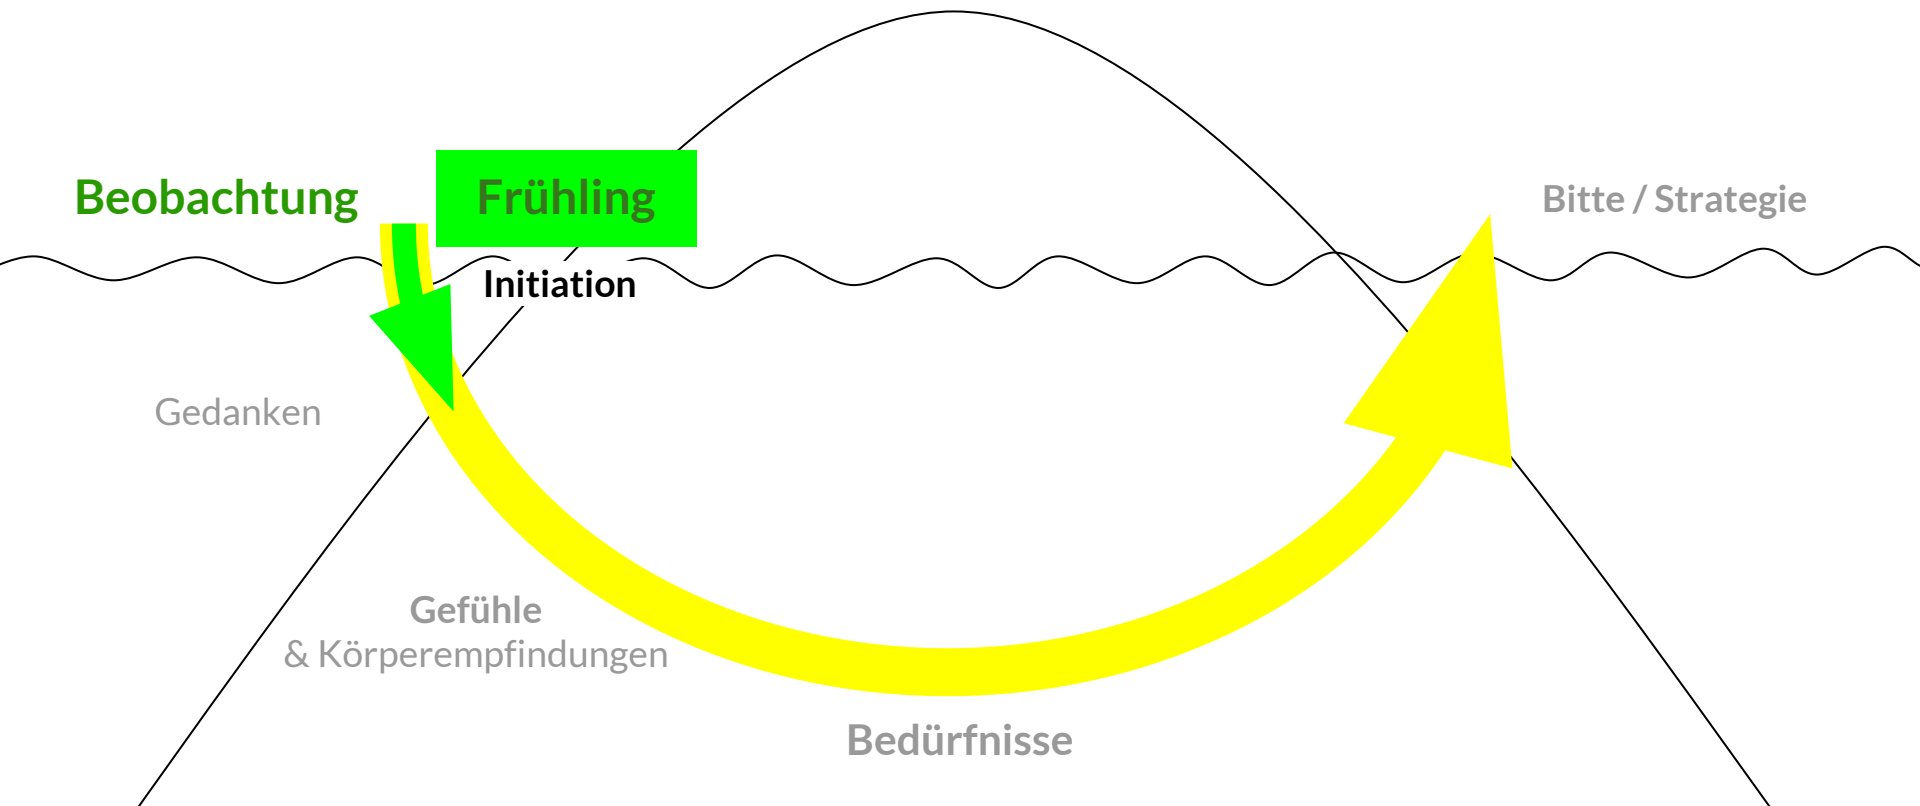 Beobachtung
Frühling
Bitte / Strategie
Initiation
Gedanken
Gefühle
& Körperempfindungen
Bedürfnisse